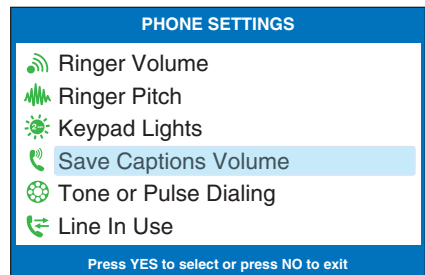 PHONE SETTINGS
Ringer Volume
Ringer Pitch
Keypad Lights
Save Captions Volume
Tone or Pulse Dialing
Line In Use
Press YES to select or press NO to exit